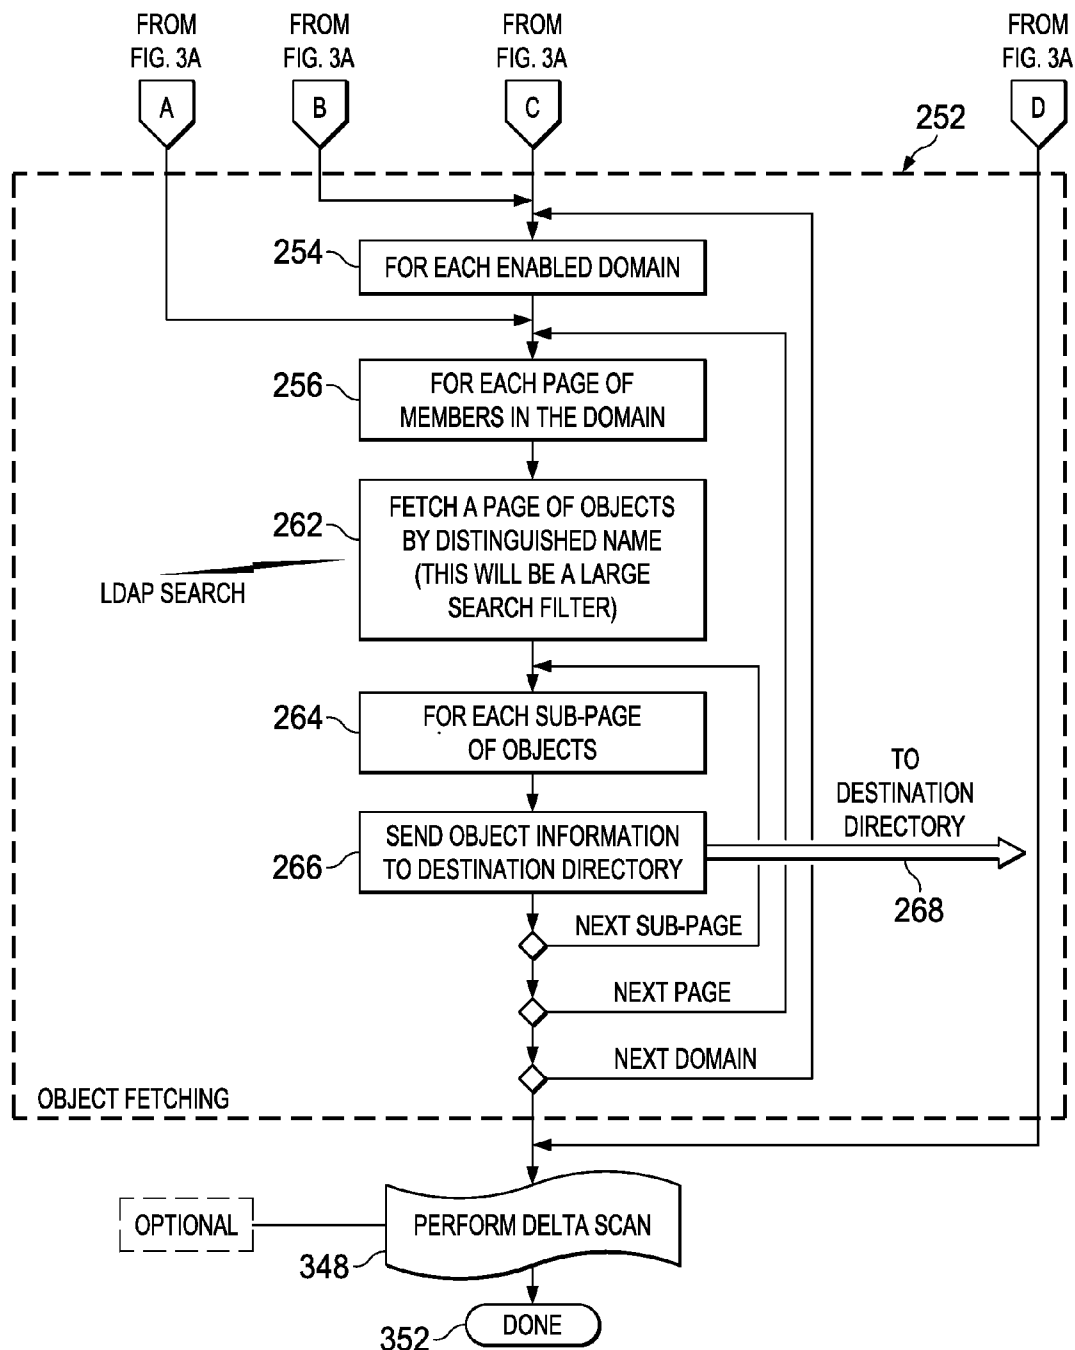 FROM
FIG. 3A
FROM
FIG. 3A
FROM
FIG. 3A
FROM
FIG. 3A
A
B
C
D
252
254
FOR EACH ENABLED DOMAIN
256
FOR EACH PAGE OF
MEMBERS IN THE DOMAIN
262
FETCH A PAGE OF OBJECTS
BY DISTINGUISHED NAME
(THIS WILL BE A LARGE
SEARCH FILTER)
LDAP SEARCH
264
FOR EACH SUB-PAGE
OF OBJECTS
266
SEND OBJECT INFORMATION
TO DESTINATION DIRECTORY
TO
DESTINATION
DIRECTORY
268
NEXT SUB-PAGE
NEXT PAGE
NEXT DOMAIN
OBJECT FETCHING
OPTIONAL
PERFORM DELTA SCAN
348
DONE
352